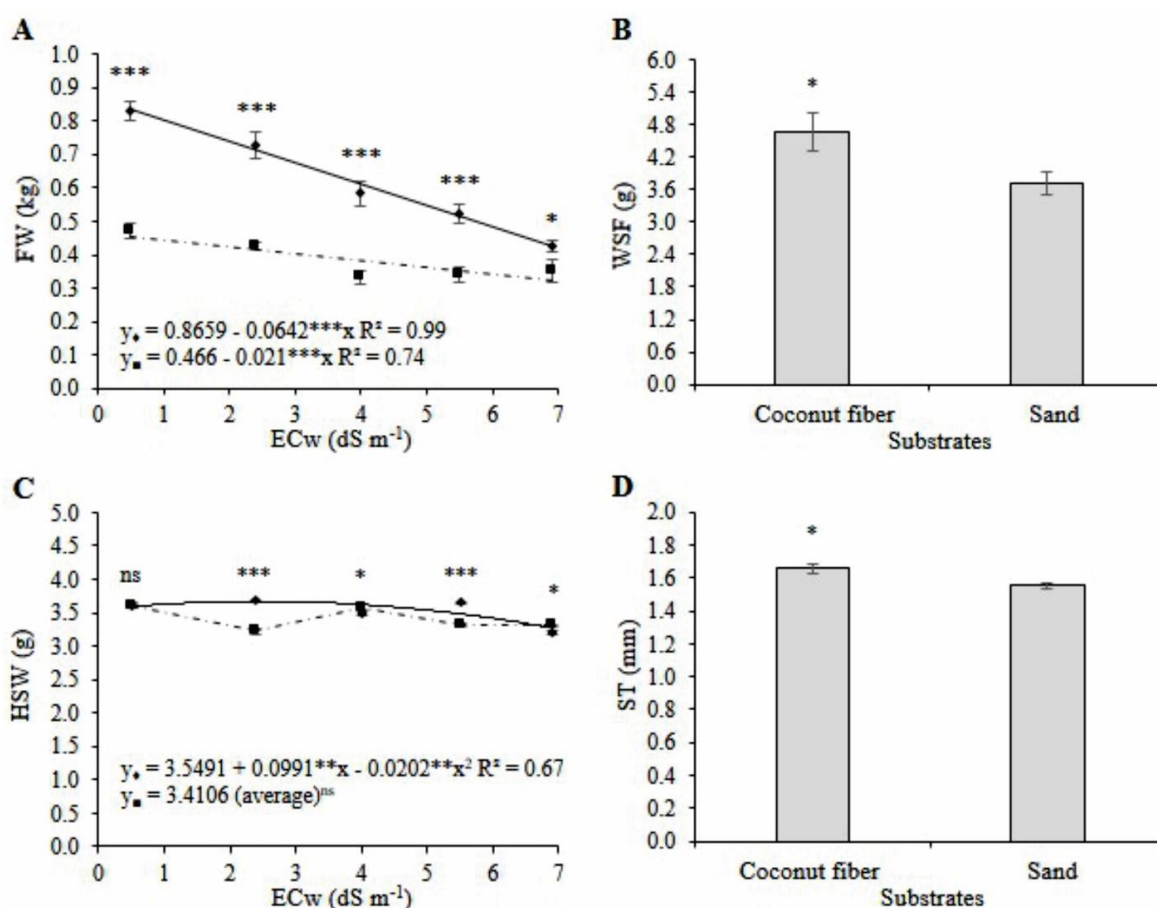 A
1.0
0.9
0.8
0.7
0.6
0.5
0.4
0.3
0.2
0.1
0.0
FW (kg)
***
***
***
***
*
y♦ = 0.8659 - 0.0642***x R² = 0.99
y■ = 0.466 - 0.021***x R² = 0.74
0 1 2 3 4 5 6 7
ECw (dS m⁻¹)
B
6.0
5.4
4.8
4.2
3.6
3.0
2.4
1.8
1.2
0.6
0.0
WSF (g)
*
Coconut fiber Sand
Substrates
C
5.0
4.5
4.0
3.5
3.0
2.5
2.0
1.5
1.0
0.5
0.0
HSW (g)
ns *** * *** *
y♦ = 3.5491 + 0.0991**x - 0.0202**x² R² = 0.67
y■ = 3.4106 (average)ⁿˢ
0 1 2 3 4 5 6 7
ECw (dS m⁻¹)
D
2.0
1.8
1.6
1.4
1.2
1.0
0.8
0.6
0.4
0.2
0.0
ST (mm)
*
Coconut fiber Sand
Substrates